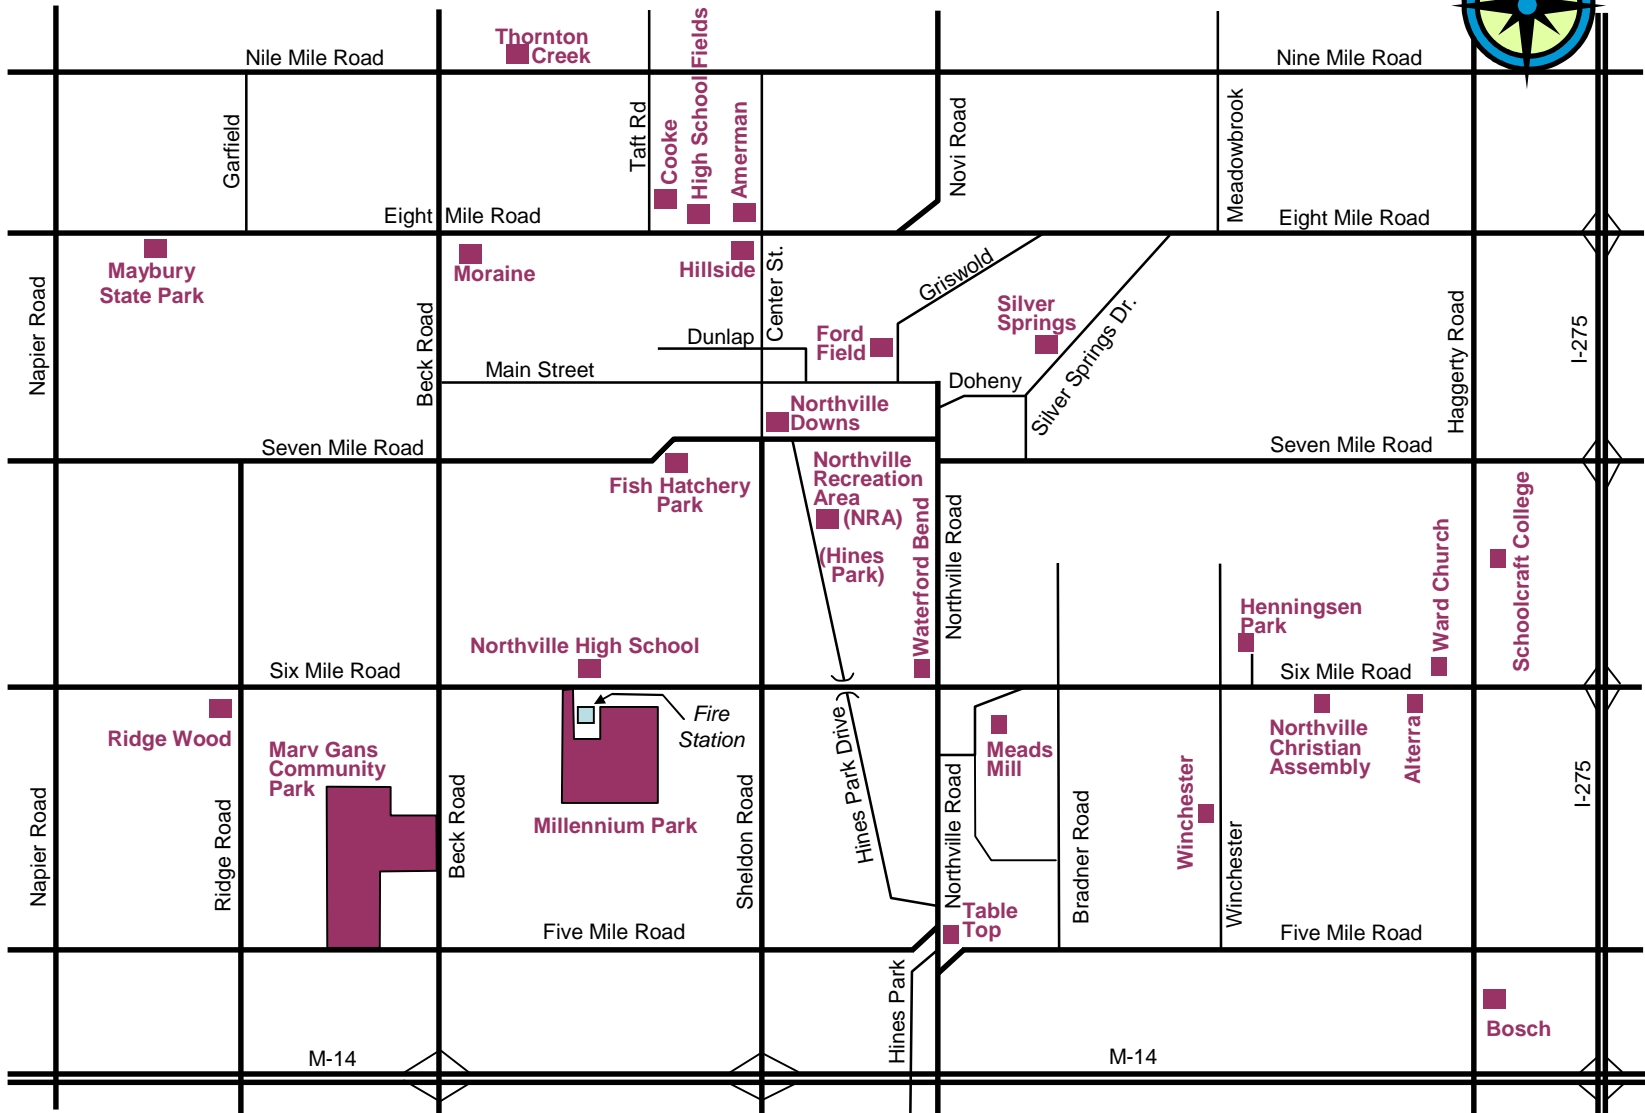 Thornton
Creek
Nile Mile Road
Nine Mile Road
Garfield
Taft Rd
Cooke
High School Fields
Amerman
Novi Road
Meadowbrook
Eight Mile Road
Eight Mile Road
Maybury
State Park
Moraine
Hillside
Center St.
Griswold
Silver
Springs
Silver Springs Dr.
Napier Road
Beck Road
Dunlap
Ford
Field
Main Street
Doheny
Haggerty Road
I-275
Northville
Downs
Seven Mile Road
Seven Mile Road
Fish Hatchery
Park
Northville
Recreation
Area
(NRA)
(Hines
Park)
Waterford Bend
Northville Road
Ward Church
Schoolcraft College
Henningsen
Park
Northville High School
Six Mile Road
Six Mile Road
Ridge Wood
Fire
Station
Marv Gans
Community
Park
Millennium Park
Hines Park Drive
Meads
Mill
Northville
Christian
Assembly
Alterra
Winchester
Napier Road
Ridge Road
Beck Road
Sheldon Road
Northville Road
Bradner Road
Winchester
I-275
Table
Top
Five Mile Road
Five Mile Road
Hines Park
Bosch
M-14
M-14